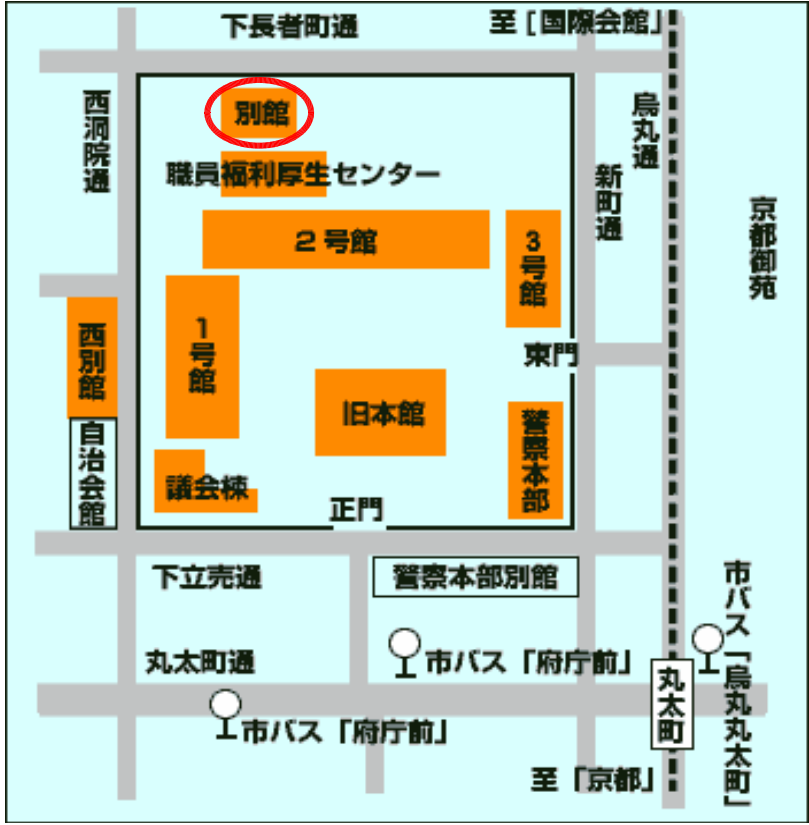 下長者町通
至［国際会館」
西洞院通
別館
烏丸通
職員福利厚生センター
新町通
京都御苑
２号館
３号館
1号館
西別館
東門
旧本館
警察本部
自治会館
議会棟
正門
下立売通
警察本部別館
市バス「烏丸丸太町」
丸太町通
市バス「府庁前」
丸太町
市バス「府庁前」
至「京都」